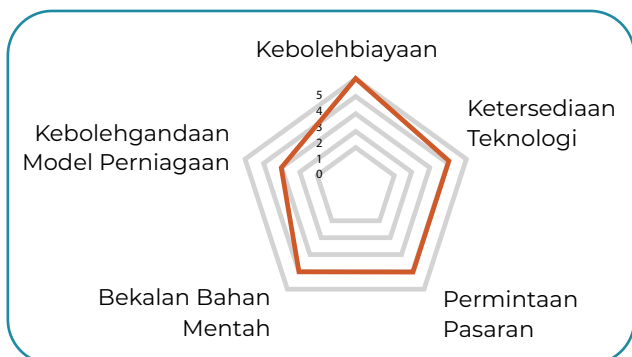 Kebolehbiayaan
Ketersediaan
Teknologi
5
4
3
2
1
0
Kebolehgandaan
Model Perniagaan
Bekalan Bahan
Mentah
Permintaan
Pasaran